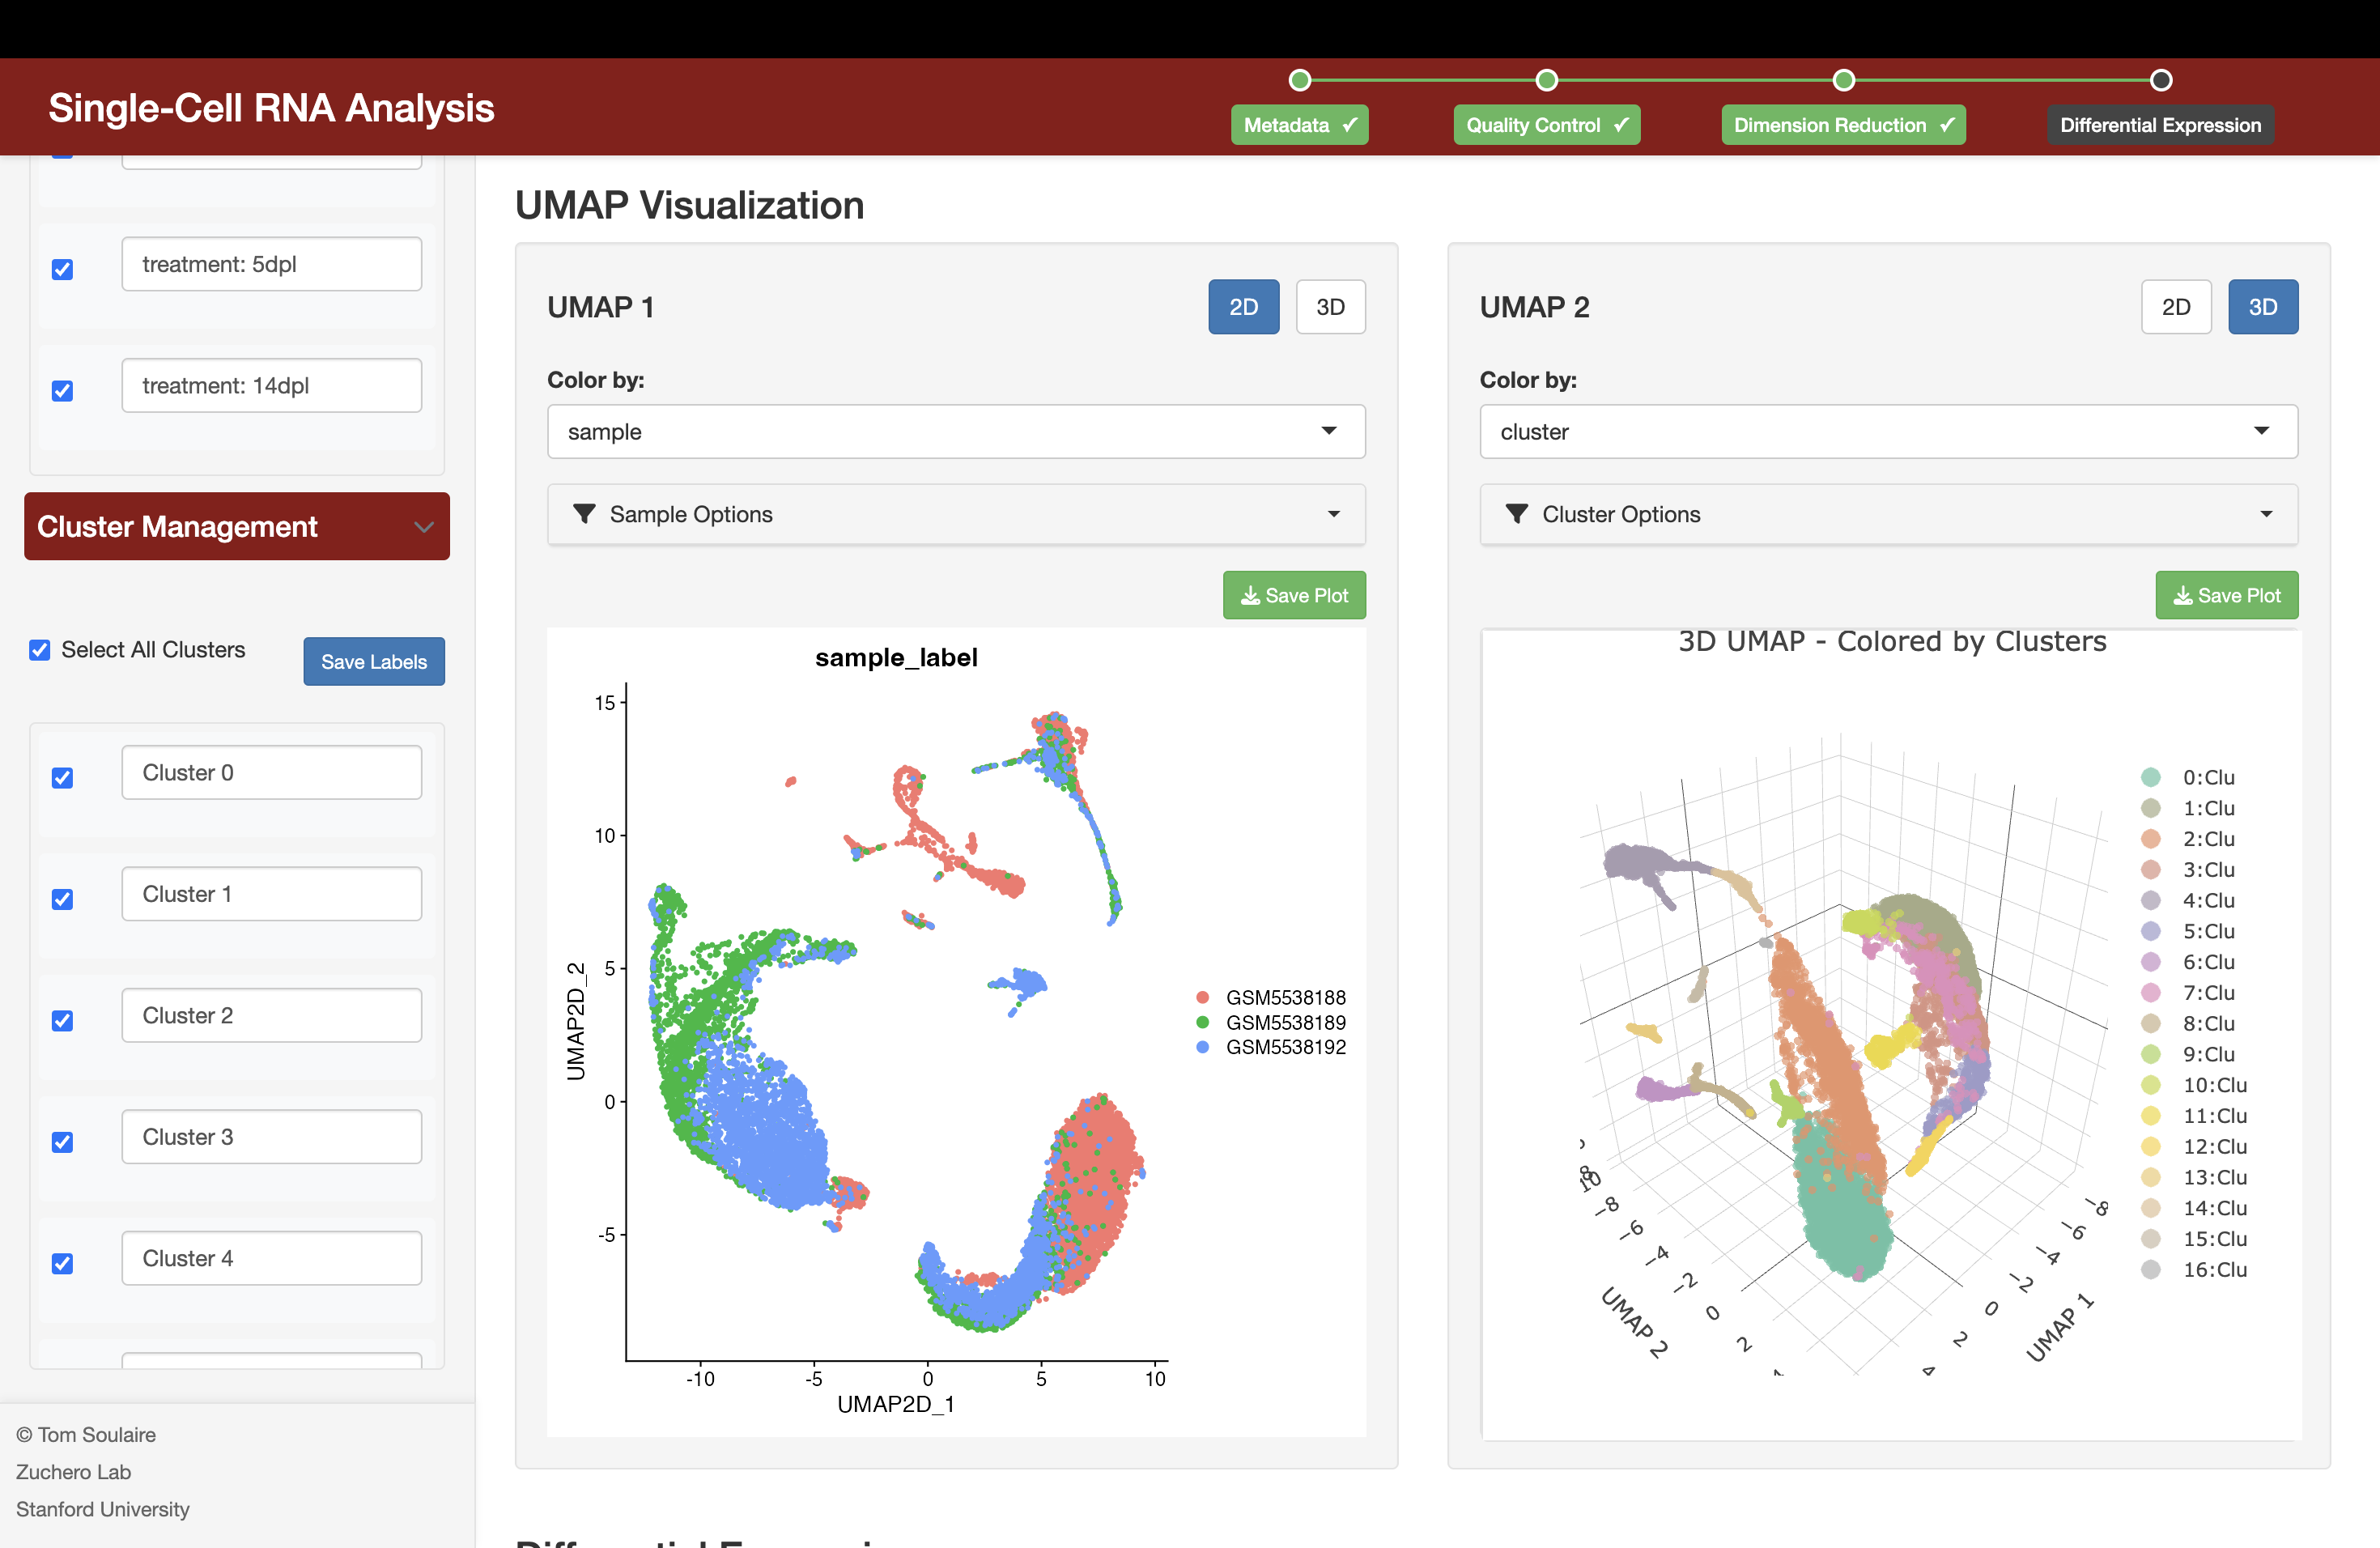 Single-Cell RNA Analysis
Metadata ✓
Quality Control ✓
Dimension Reduction ✓
Differential Expression
treatment: 5dpl
treatment: 14dpl
Cluster Management
Select All Clusters
Save Labels
Cluster 0
Cluster 1
Cluster 2
Cluster 3
Cluster 4
© Tom Soulaire
Zuchero Lab
Stanford University
UMAP Visualization
UMAP 1
2D
3D
Color by:
sample
Sample Options
Save Plot
sample_label
15
10
5
0
-5
UMAP2D_2
-10
-5
0
5
10
UMAP2D_1
GSM5538188
GSM5538189
GSM5538192
UMAP 2
2D
3D
Color by:
cluster
Cluster Options
Save Plot
3D UMAP - Colored by Clusters
0:Clu
1:Clu
2:Clu
3:Clu
4:Clu
5:Clu
6:Clu
7:Clu
8:Clu
9:Clu
10:Clu
11:Clu
12:Clu
13:Clu
14:Clu
15:Clu
16:Clu
−8
−6
−4
−2
0
2
UMAP 2
−8
−6
−4
−2
0
2
4
UMAP 1